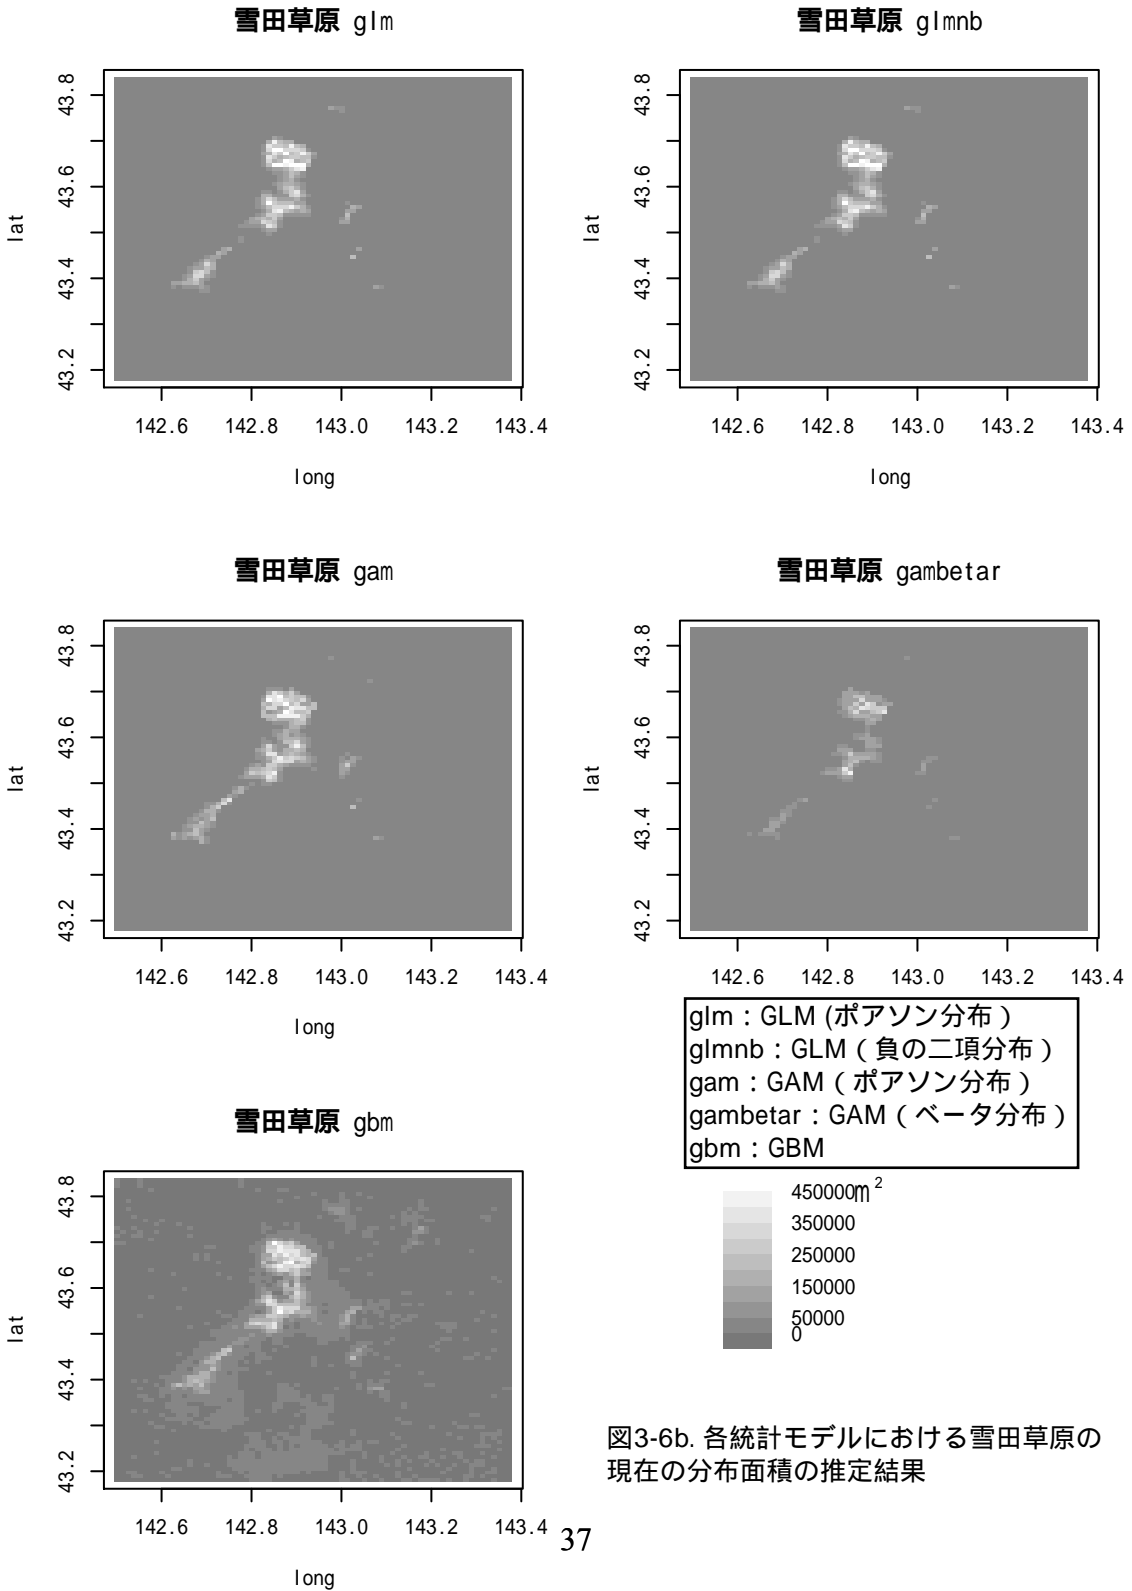 雪田草原 glm
43.8
43.6
43.4
43.2
lat
142.6 142.8 143.0 143.2 143.4
long
雪田草原 glmnb
43.8
43.6
43.4
43.2
lat
142.6 142.8 143.0 143.2 143.4
long
雪田草原 gam
43.8
43.6
43.4
43.2
lat
142.6 142.8 143.0 143.2 143.4
long
雪田草原 gambetar
43.8
43.6
43.4
43.2
lat
142.6 142.8 143.0 143.2 143.4
glm：GLM (ポアソン分布）
glmnb：GLM（負の二項分布）
gam：GAM（ポアソン分布）
gambetar：GAM（ベータ分布）
gbm：GBM
雪田草原 gbm
43.8
43.6
43.4
43.2
lat
142.6 142.8 143.0 143.2 143.4
long
450000m²
350000
250000
150000
50000
0
図3-6b. 各統計モデルにおける雪田草原の
現在の分布面積の推定結果
37